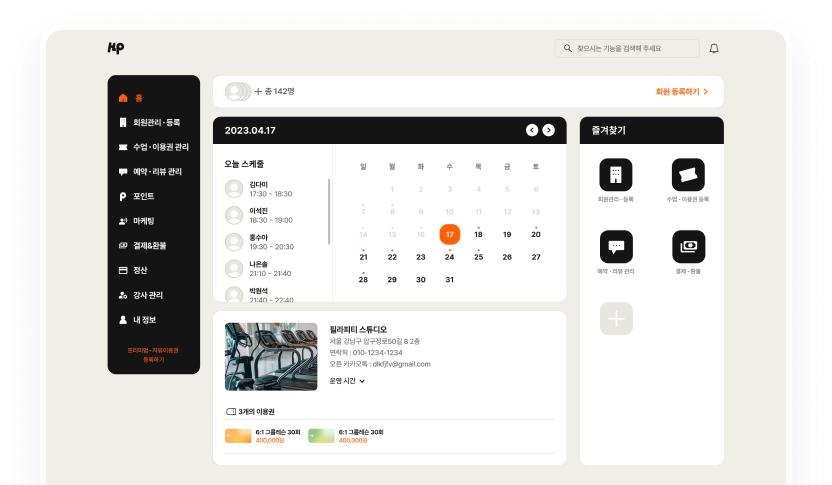 Kp
찾으시는 기능을 검색해 주세요
홈
회원관리 · 등록
수업 · 이용권 관리
예약 · 리뷰 관리
포인트
마케팅
결제&환불
정산
강사 관리
내 정보
프리미엄 · 자유이용권
등록하기
총 142명
회원 등록하기
2023.04.17
오늘 스케줄
김다미
17:30 ~ 18:30
이석진
18:30 ~ 19:00
홍수아
19:30 ~ 20:30
나은솔
21:10 ~ 21:40
박원석
21:40 ~ 22:40
일 월 화 수 목 금 토
1 2 3 4 5 6
7 8 9 10 11 12 13
14 15 16 17 18 19 20
21 22 23 24 25 26 27
28 29 30 31
필라피티 스튜디오
서울 강남구 압구정로50길 8 2층
연락처 : 010-1234-1234
오픈 카카오톡 : dlkfjfv@gmail.com
운영 시간
3개의 이용권
6:1 그룹레슨 30회
400,000원
6:1 그룹레슨 30회
400,000원
즐겨찾기
회원관리 · 등록
수업 · 이용권 등록
예약 · 리뷰 관리
결제 · 환불